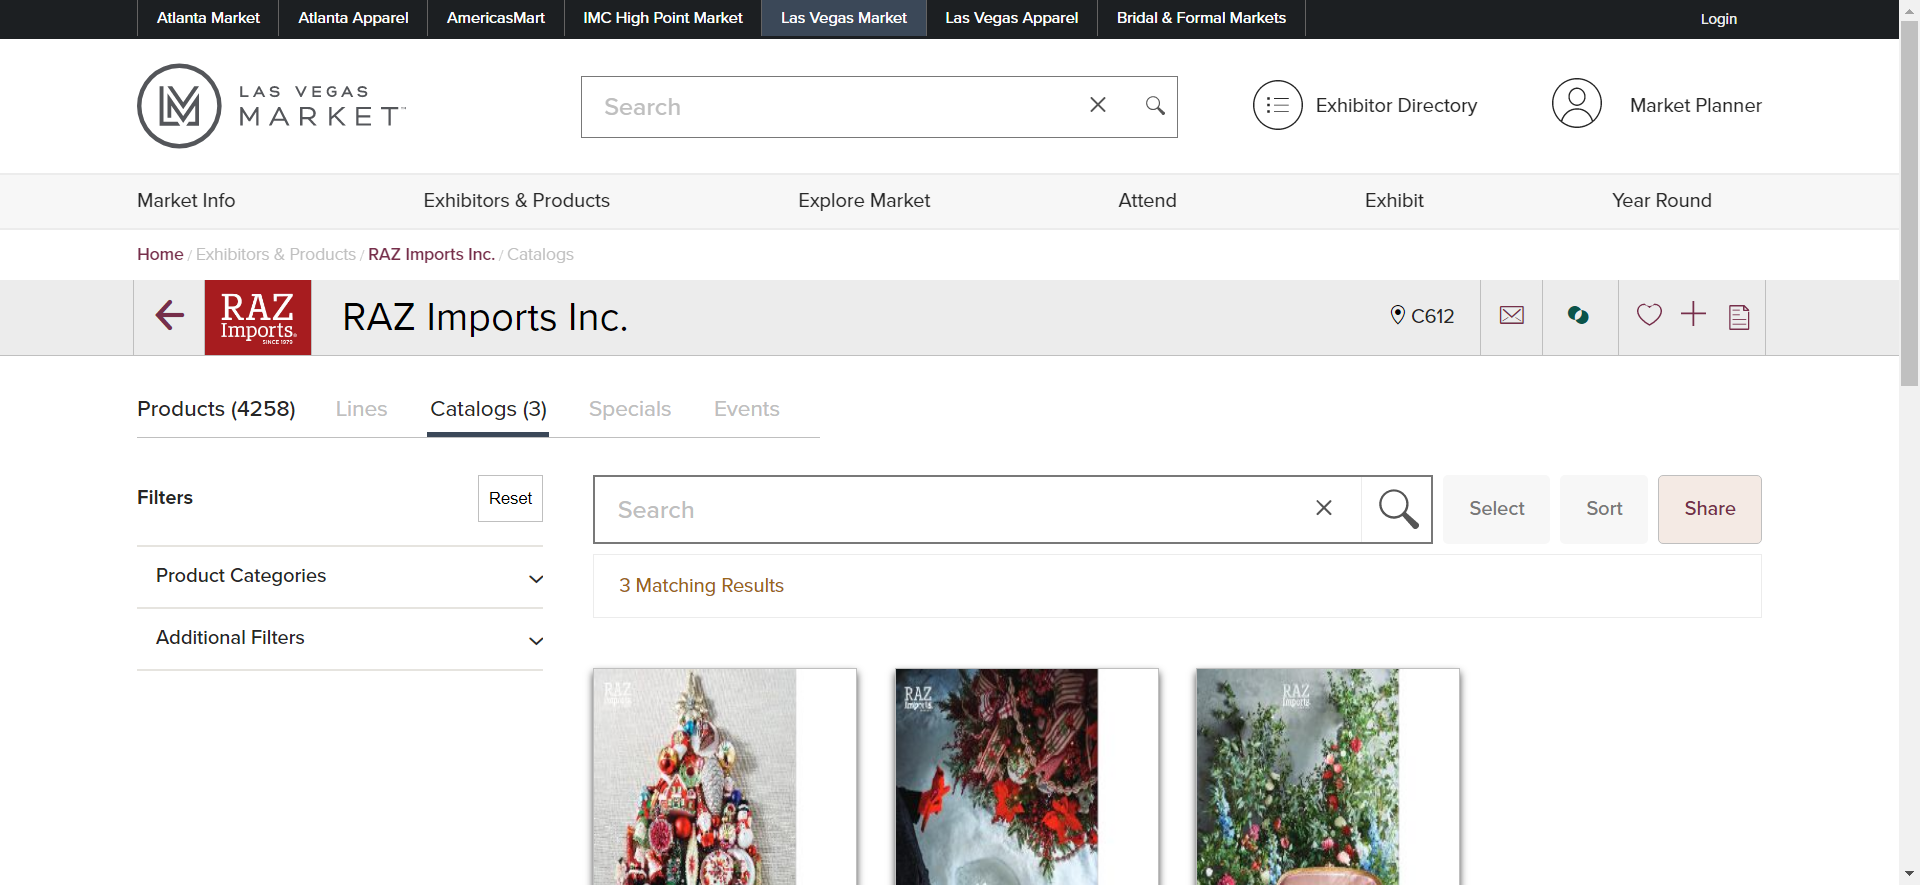 Atlanta Market
Atlanta Apparel
AmericasMart
IMC High Point Market
Las Vegas Market
Las Vegas Apparel
Bridal & Formal Markets
Login
LAS VEGAS
MARKET™
Search
Exhibitor Directory
Market Planner
Market Info
Exhibitors & Products
Explore Market
Attend
Exhibit
Year Round
Home / Exhibitors & Products / RAZ Imports Inc. / Catalogs
RAZ
Imports®
SINCE 1979
RAZ Imports Inc.
C612
Products (4258)
Lines
Catalogs (3)
Specials
Events
Filters
Reset
Search
Select
Sort
Share
Product Categories
3 Matching Results
Additional Filters
RAZ
Imports
RAZ
Imports
RAZ
Imports